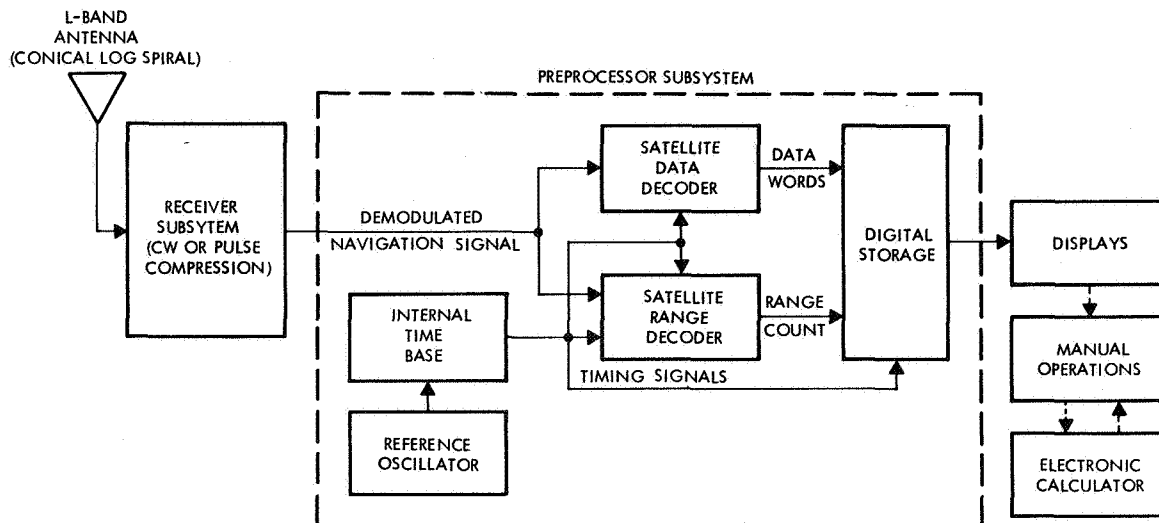 L-BAND
ANTENNA
(CONICAL LOG SPIRAL)
PREPROCESSOR SUBSYSTEM
RECEIVER
SUBSYTEM
(CW OR PULSE
COMPRESSION)
DEMODULATED
NAVIGATION SIGNAL
SATELLITE
DATA
DECODER
DATA
WORDS
INTERNAL
TIME
BASE
SATELLITE
RANGE
DECODER
RANGE
COUNT
TIMING SIGNALS
REFERENCE
OSCILLATOR
DIGITAL
STORAGE
DISPLAYS
MANUAL
OPERATIONS
ELECTRONIC
CALCULATOR